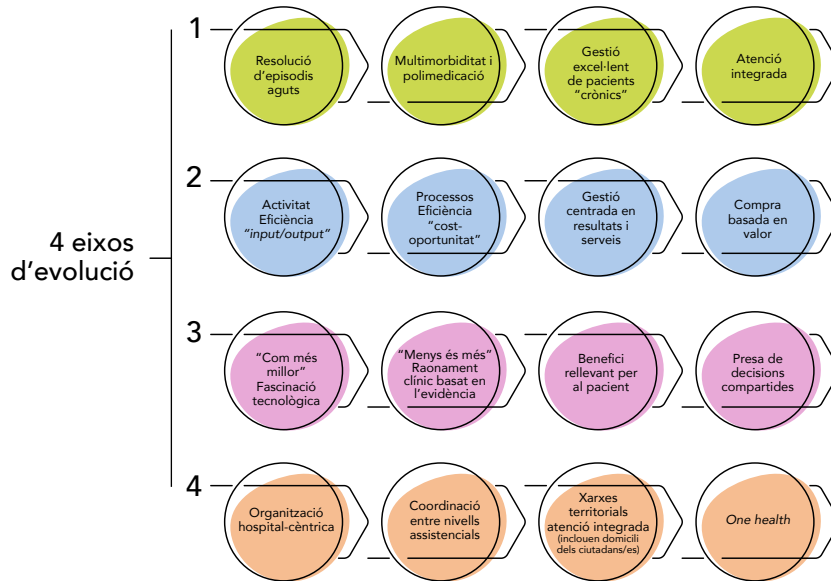 4 eixos
d'evolució
1
Resolució
d'episodis
aguts
Multimorbiditat i
polimedicació
Gestió
excel·lent
de pacients
"crònics"
Atenció
integrada
2
Activitat
Eficiència
"input/output"
Processos
Eficiència
"cost-
oportunitat"
Gestió
centrada en
resultats i
serveis
Compra
basada en
valor
3
"Com més
millor"
Fascinació
tecnològica
"Menys és més"
Raonament
clínic basat en
l'evidència
Benefici
rellevant per
al pacient
Presa de
decisions
compartides
4
Organització
hospital-cèntrica
Coordinació
entre nivells
assistencials
Xarxes
territorials
atenció integrada
(inclouen domicili
dels ciutadans/es)
One health